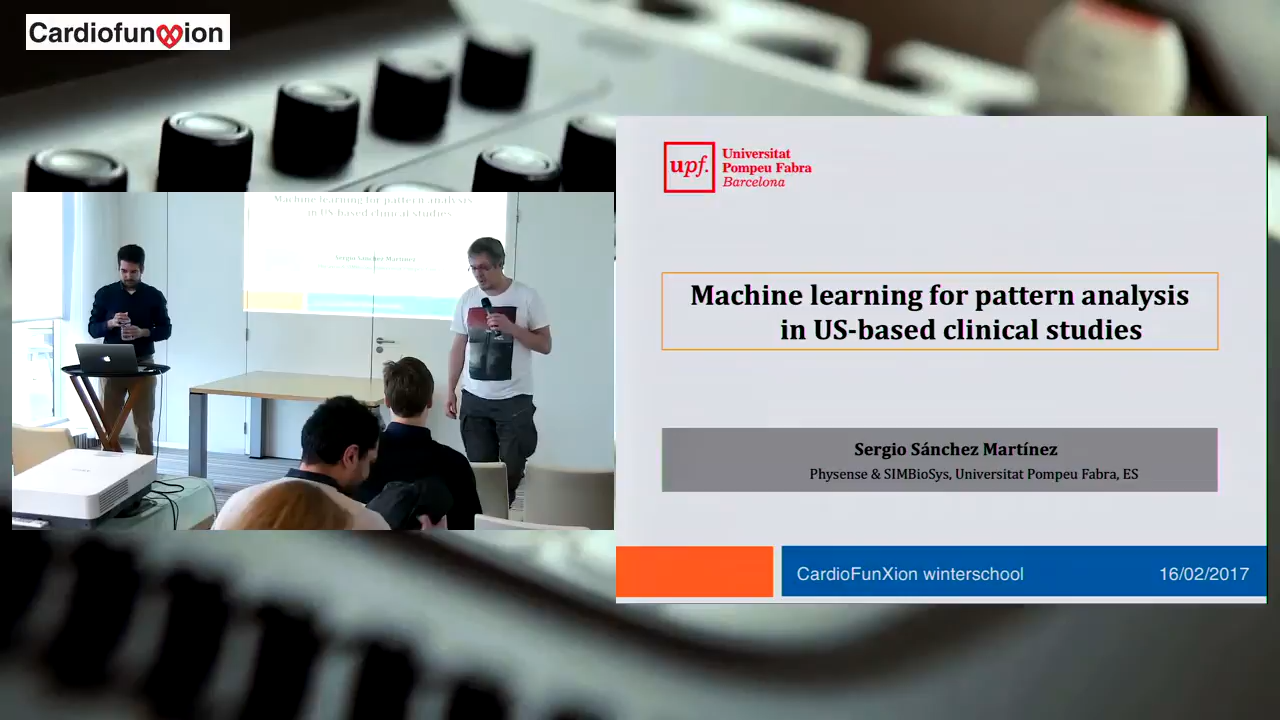 Cardiofunxion
upf.
Universitat
Pompeu Fabra
Barcelona
Machine learning for pattern analysis
in US-based clinical studies
Sergio Sánchez Martínez
Physense & SIMBioSys, Universitat Pompeu Fabra, ES
CardioFunXion winterschool
16/02/2017
Machine learning for pattern analysis
in US-based clinical studies
Sergio Sánchez Martínez